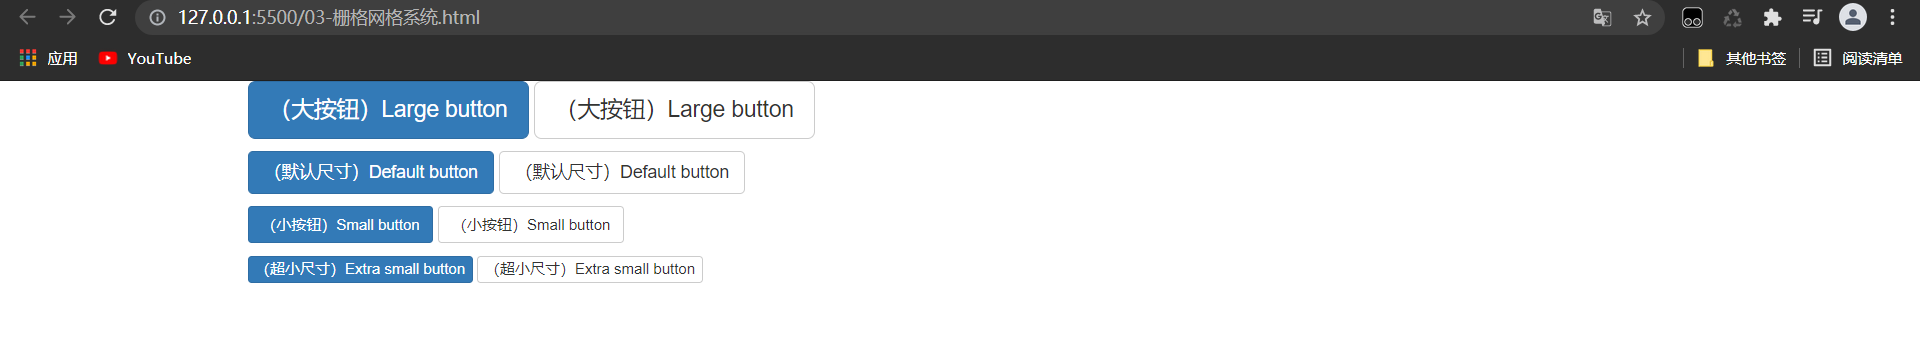 127.0.0.1:5500/03-栅格网格系统.html
应用 YouTube 其他书签 阅读清单
（大按钮）Large button （大按钮）Large button
（默认尺寸）Default button （默认尺寸）Default button
（小按钮）Small button （小按钮）Small button
（超小尺寸）Extra small button （超小尺寸）Extra small button